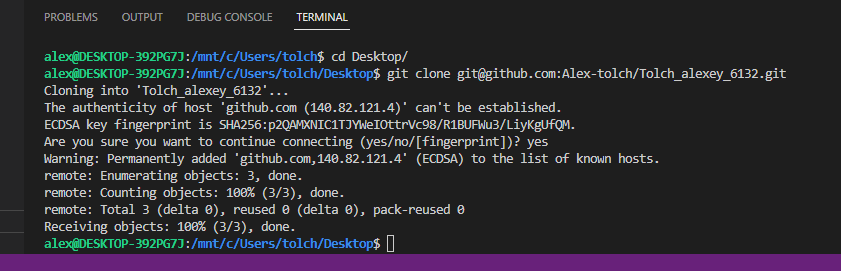 PROBLEMS OUTPUT DEBUG CONSOLE TERMINAL
alex@DESKTOP-392PG7J:/mnt/c/Users/tolch$ cd Desktop/
alex@DESKTOP-392PG7J:/mnt/c/Users/tolch/Desktop$ git clone git@github.com:Alex-tolch/Tolch_alexey_6132.git
Cloning into 'Tolch_alexey_6132'...
The authenticity of host 'github.com (140.82.121.4)' can't be established.
ECDSA key fingerprint is SHA256:p2QAMXNIC1TJYWeIOttrVc98/R1BUFWu3/LiyKgUfQM.
Are you sure you want to continue connecting (yes/no/[fingerprint])? yes
Warning: Permanently added 'github.com,140.82.121.4' (ECDSA) to the list of known hosts.
remote: Enumerating objects: 3, done.
remote: Counting objects: 100% (3/3), done.
remote: Total 3 (delta 0), reused 0 (delta 0), pack-reused 0
Receiving objects: 100% (3/3), done.
alex@DESKTOP-392PG7J:/mnt/c/Users/tolch/Desktop$